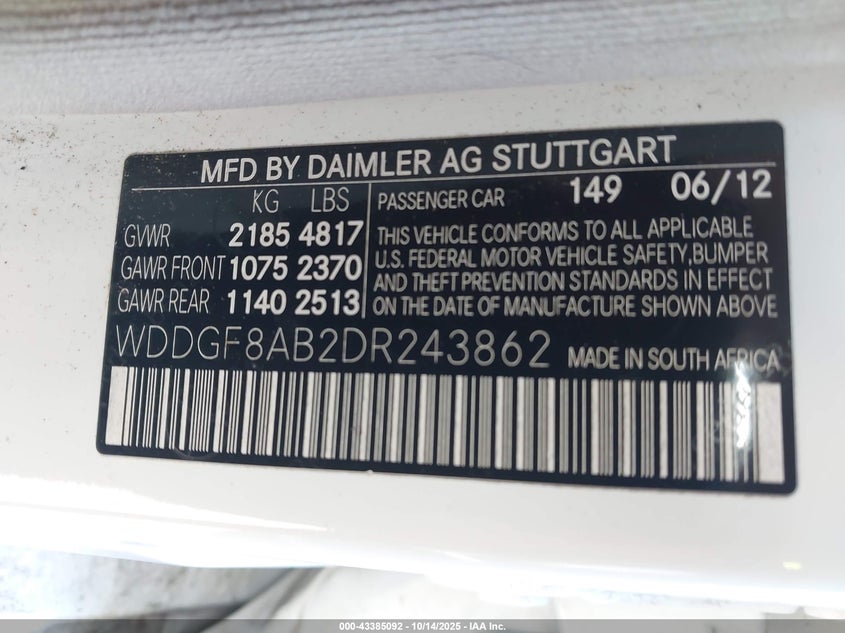 MFD BY DAIMLER AG STUTTGART
KG LBS
GVWR 2185 4817
GAWR FRONT 1075 2370
GAWR REAR 1140 2513
PASSENGER CAR 149 06/12
THIS VEHICLE CONFORMS TO ALL APPLICABLE
U.S. FEDERAL MOTOR VEHICLE SAFETY,BUMPER
AND THEFT PREVENTION STANDARDS IN EFFECT
ON THE DATE OF MANUFACTURE SHOWN ABOVE
WDDGF8AB2DR243862 MADE IN SOUTH AFRICA
000-43385092 - 10/14/2025 - IAA Inc.